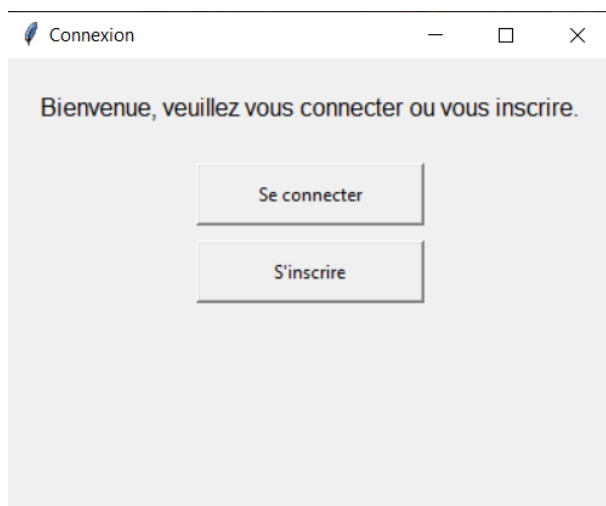 Connexion
Bienvenue, veuillez vous connecter ou vous inscrire.
Se connecter
S'inscrire